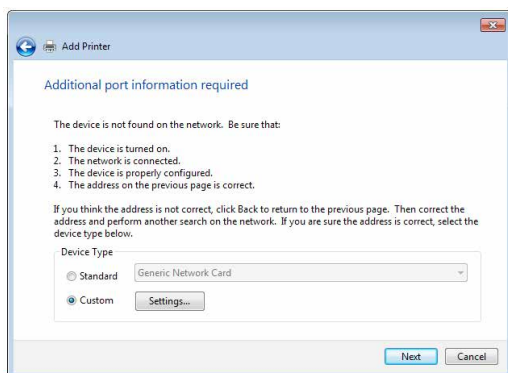 Add Printer
Additional port information required
The device is not found on the network. Be sure that:
1. The device is turned on.
2. The network is connected.
3. The device is properly configured.
4. The address on the previous page is correct.
If you think the address is not correct, click Back to return to the previous page. Then correct the
address and perform another search on the network. If you are sure the address is correct, select the
device type below.
Device Type
Standard Generic Network Card
Custom Settings...
Next Cancel